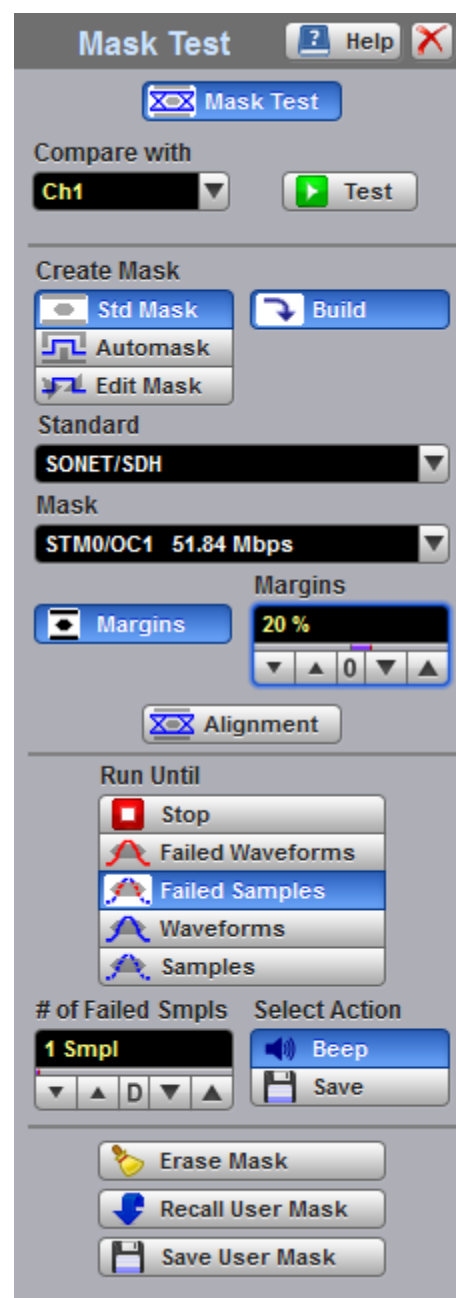 Mask Test
? Help
Mask Test
Compare with
Ch1
Test
Create Mask
Std Mask
Build
Automask
Edit Mask
Standard
SONET/SDH
Mask
STM0/OC1 51.84 Mbps
Margins
Margins
20 %
0
Alignment
Run Until
Stop
Failed Waveforms
Failed Samples
Waveforms
Samples
# of Failed Smpls
Select Action
1 Smpl
Beep
D
Save
Erase Mask
Recall User Mask
Save User Mask